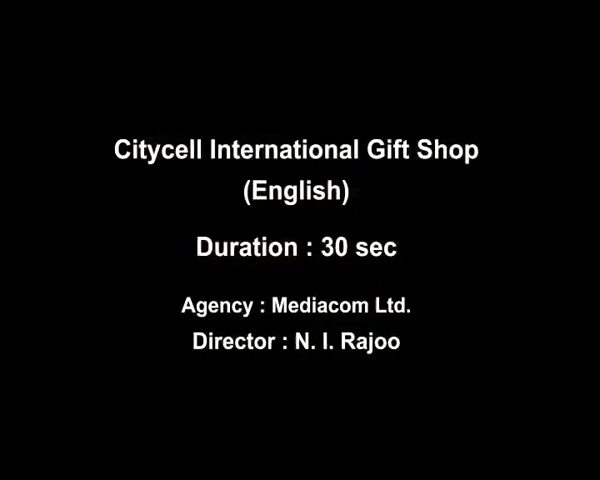 Citycell International Gift Shop
(English)
Duration : 30 sec
Agency : Mediacom Ltd.
Director : N. I. Rajoo